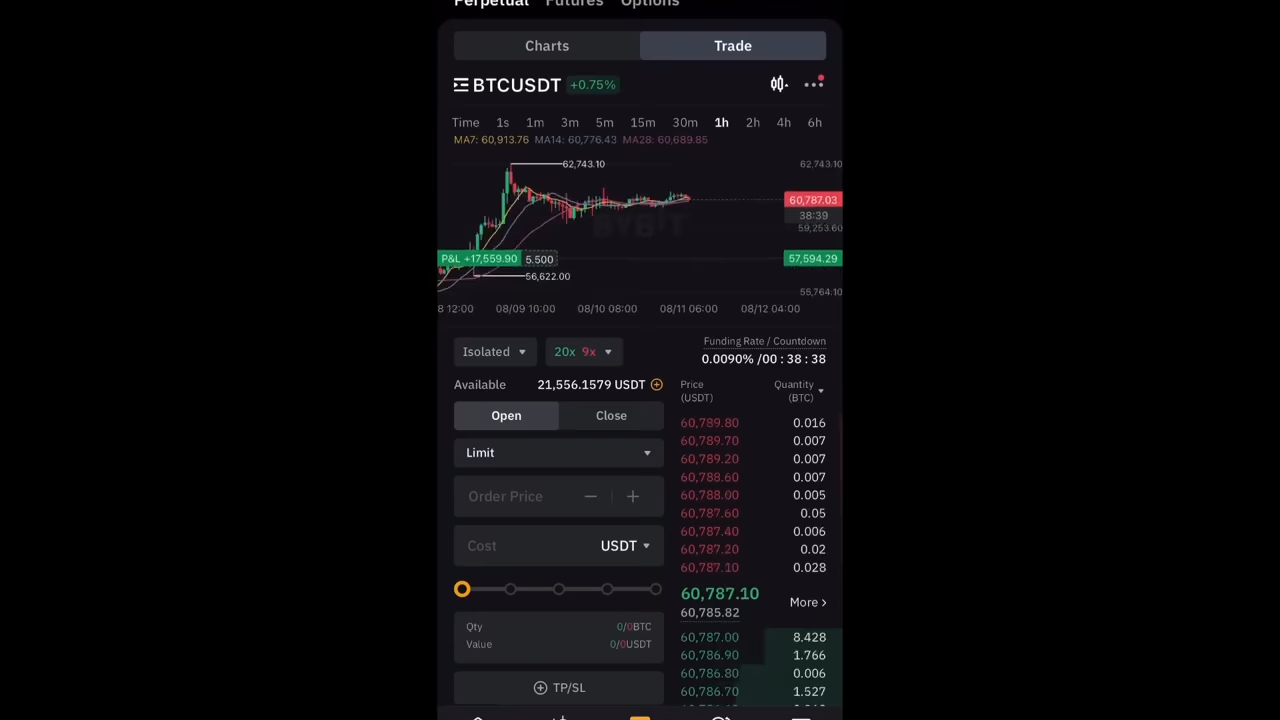 Perpetual Futures Options
Charts Trade
BTCUSDT +0.75%
Time 1s 1m 3m 5m 15m 30m 1h 2h 4h 6h
MA7: 60,913.76 MA14: 60,776.43 MA28: 60,689.85
62,743.10 62,743.10
60,787.03
38:39
BYBIT 59,253.60
P&L +17,559.90 5.500 57,594.29
56,622.00
55,764.10
8 12:00 08/09 10:00 08/10 08:00 08/11 06:00 08/12 04:00
Isolated 20x 9x
Funding Rate / Countdown
0.0090% /00 : 38 : 38
Available 21,556.1579 USDT
Open Close
Limit
Order Price
Cost USDT
Qty 0/0BTC
Value 0/0USDT
TP/SL
Price Quantity
(USDT) (BTC)
60,789.80 0.016
60,789.70 0.007
60,789.20 0.007
60,788.60 0.007
60,788.00 0.005
60,787.60 0.05
60,787.40 0.006
60,787.20 0.02
60,787.10 0.028
60,787.10
60,785.82
More
60,787.00 8.428
60,786.90 1.766
60,786.80 0.006
60,786.70 1.527